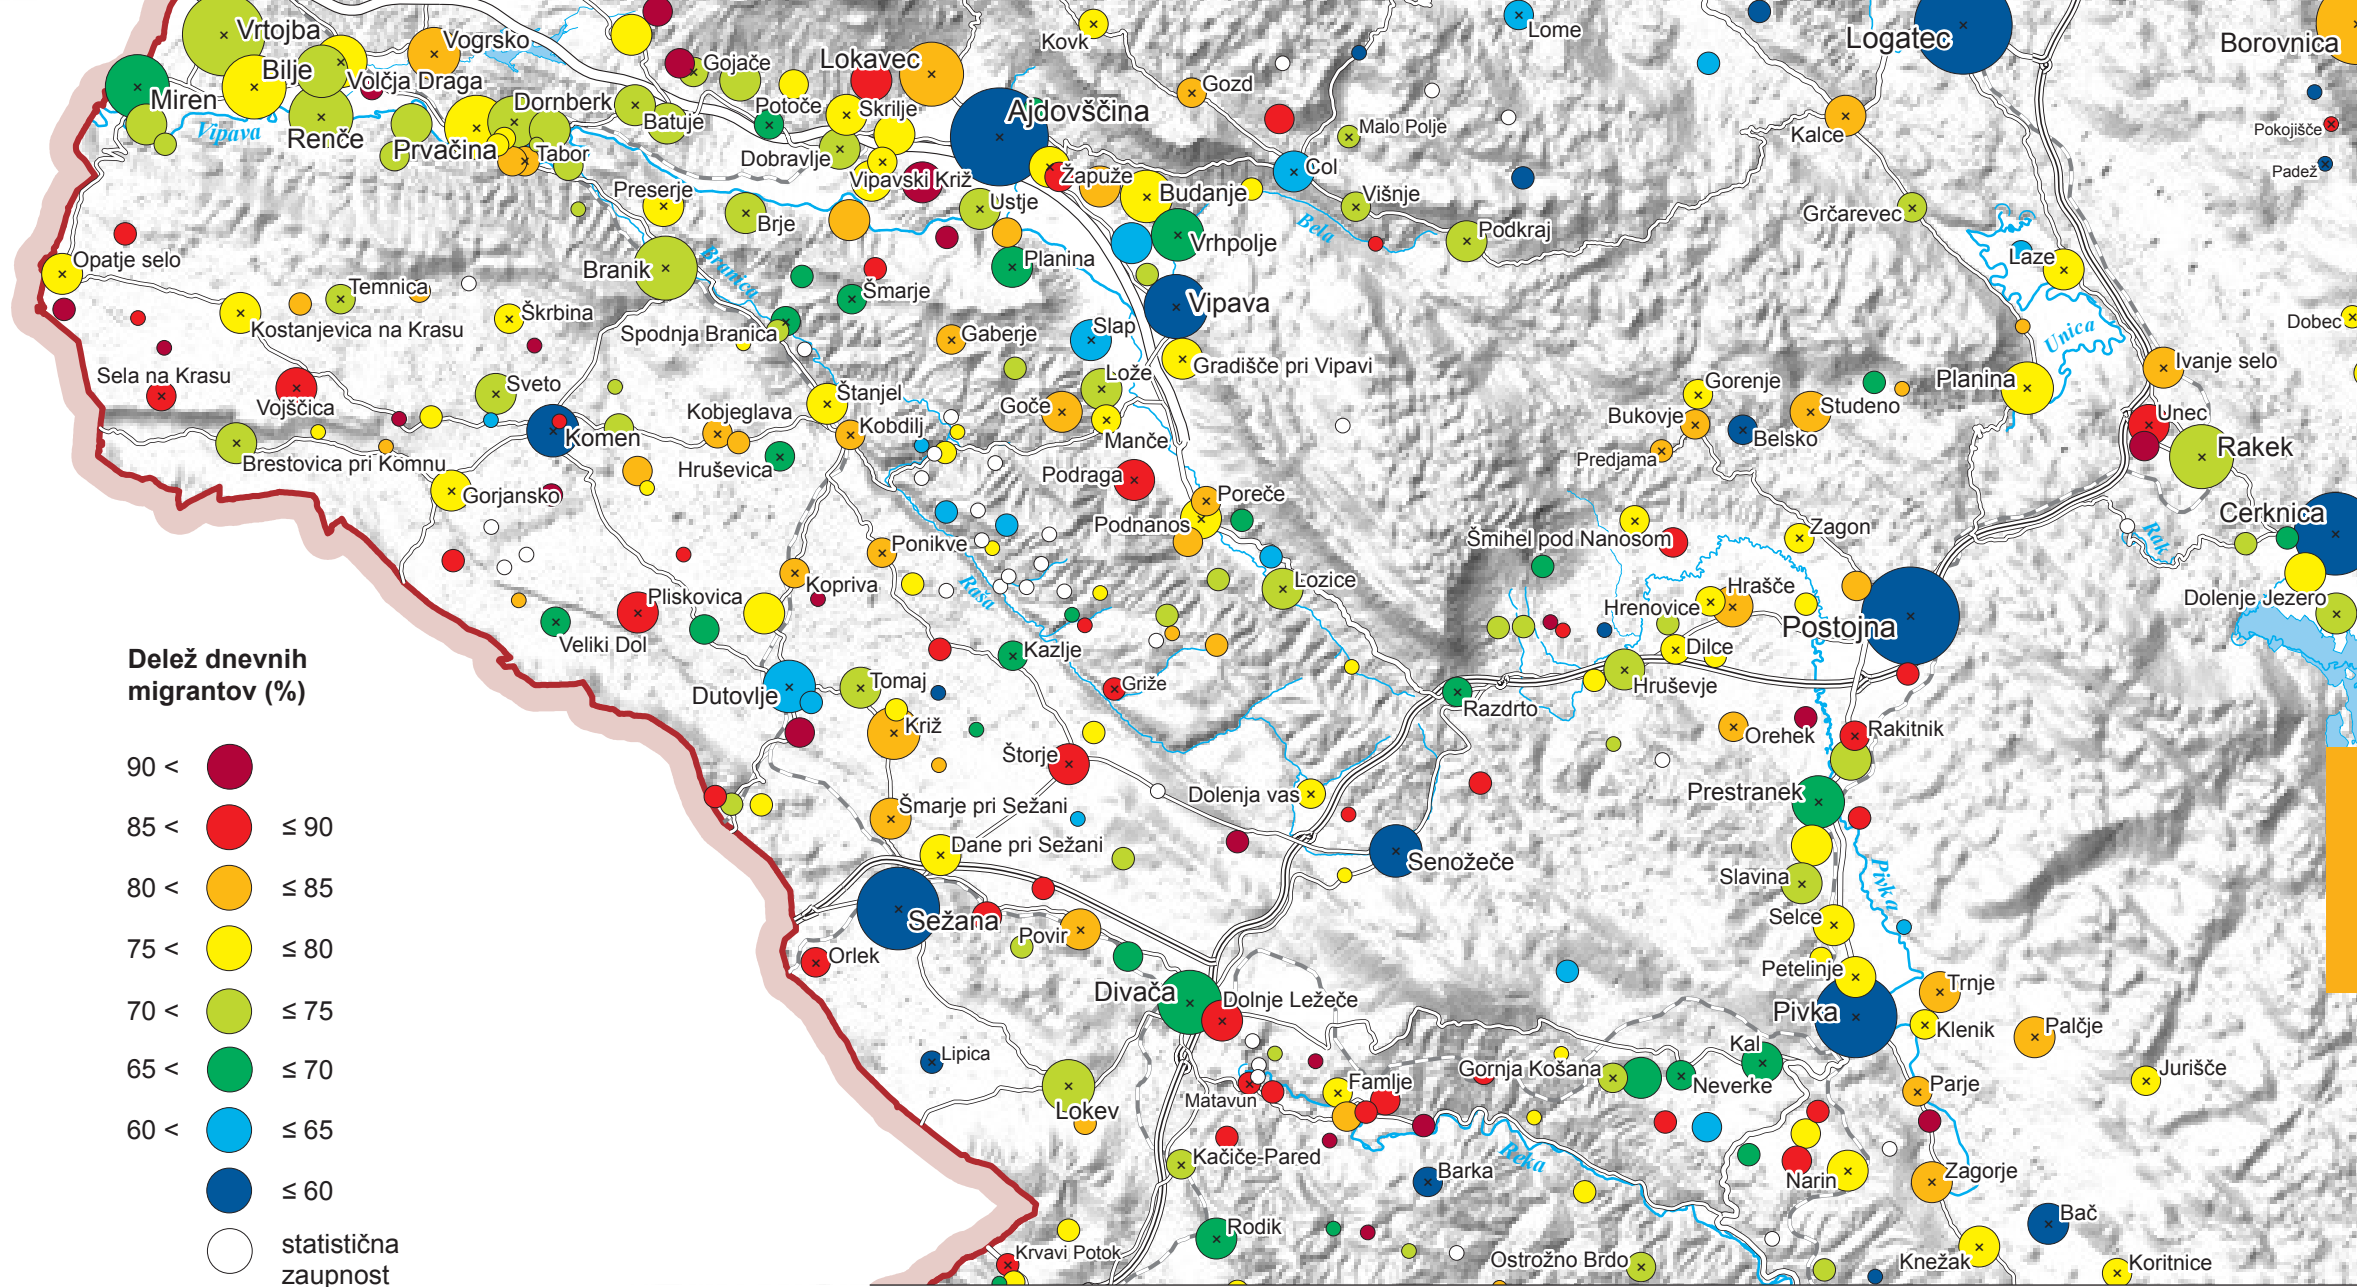 Vrtojba
Vogrsko
Bilje
Volčja Draga
Miren
Vipava
Renče
Dornberk
Prvačina
Tabor
Gojače
Potoče
Batuje
Dobravlje
Lokavec
Skrilje
Ajdovščina
Vipavski Križ
Žapuže
Budanje
Ustje
Vrhpolje
Planina
Vipava
Kovk
Gozd
Lome
Malo Polje
Col
Višnje
Bela
Podkraj
Logatec
Borovnica
Kalce
Pokojišče
Padež
Grčarevec
Laze
Unica
Dobec
Ivanje selo
Planina
Unec
Rakek
Cerknica
Rak
Dolenje Jezero
Opatje selo
Temnica
Kostanjevica na Krasu
Škrbina
Preserje
Brje
Branik
Branica
Šmarje
Spodnja Branica
Gaberje
Slap
Gradišče pri Vipavi
Lože
Goče
Manče
Sela na Krasu
Vojščica
Sveto
Komen
Brestovica pri Komnu
Gorjansko
Kobjeglava
Štanjel
Kobdilj
Hruševica
Podraga
Poreče
Podnanos
Gorenje
Bukovje
Studeno
Belsko
Predjama
Šmihel pod Nanosom
Zagon
Ponikve
Kopriva
Raša
Lozice
Hrašče
Hrenovice
Postojna
Dilce
Hruševje
Pliskovica
Veliki Dol
Kazlje
Griže
Razdrto
Dutovlje
Tomaj
Križ
Orehek
Rakitnik
Štorje
Dolenja vas
Prestranek
Šmarje pri Sežani
Dane pri Sežani
Senožeče
Slavina
Pivka
Selce
Sežana
Povir
Orlek
Petelinje
Trnje
Divača
Dolnje Ležeče
Pivka
Klenik
Palčje
Lipica
Kal
Gornja Košana
Neverke
Jurišče
Lokev
Matavun
Famlje
Parje
Kačiče-Pared
Reka
Barka
Narin
Zagorje
Rodik
Bač
Krvavi Potok
Ostrožno Brdo
Knežak
Koritnice
Delež dnevnih
migrantov (%)
90 <
85 < ≤ 90
80 < ≤ 85
75 < ≤ 80
70 < ≤ 75
65 < ≤ 70
60 < ≤ 65
≤ 60
statistična
zaupnost